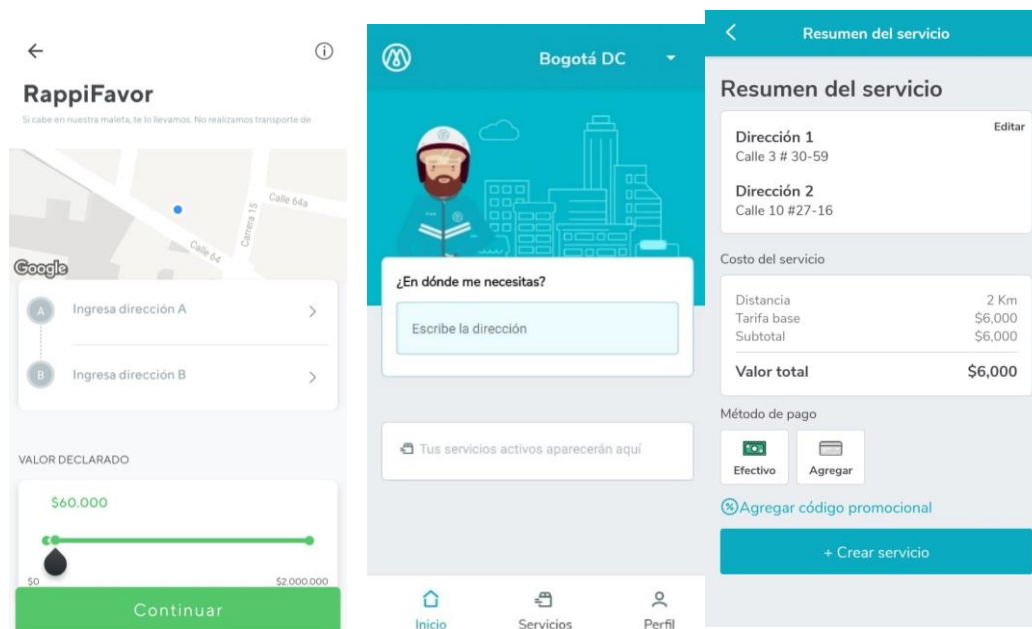 RappiFavor
Si cabe en nuestra maleta, te lo llevamos. No realizamos transporte de
Calle 64a
Carrera 15
Calle 64
Google
A
Ingresa dirección A
B
Ingresa dirección B
VALOR DECLARADO
$60.000
$0
$2.000.000
Continuar
Bogotá DC
¿En dónde me necesitas?
Escribe la dirección
Tus servicios activos aparecerán aquí
Inicio
Servicios
Perfil
Resumen del servicio
Resumen del servicio
Editar
Dirección 1
Calle 3 # 30-59
Dirección 2
Calle 10 #27-16
Costo del servicio
Distancia 2 Km
Tarifa base $6,000
Subtotal $6,000
Valor total $6,000
Método de pago
Efectivo
Agregar
Agregar código promocional
+ Crear servicio